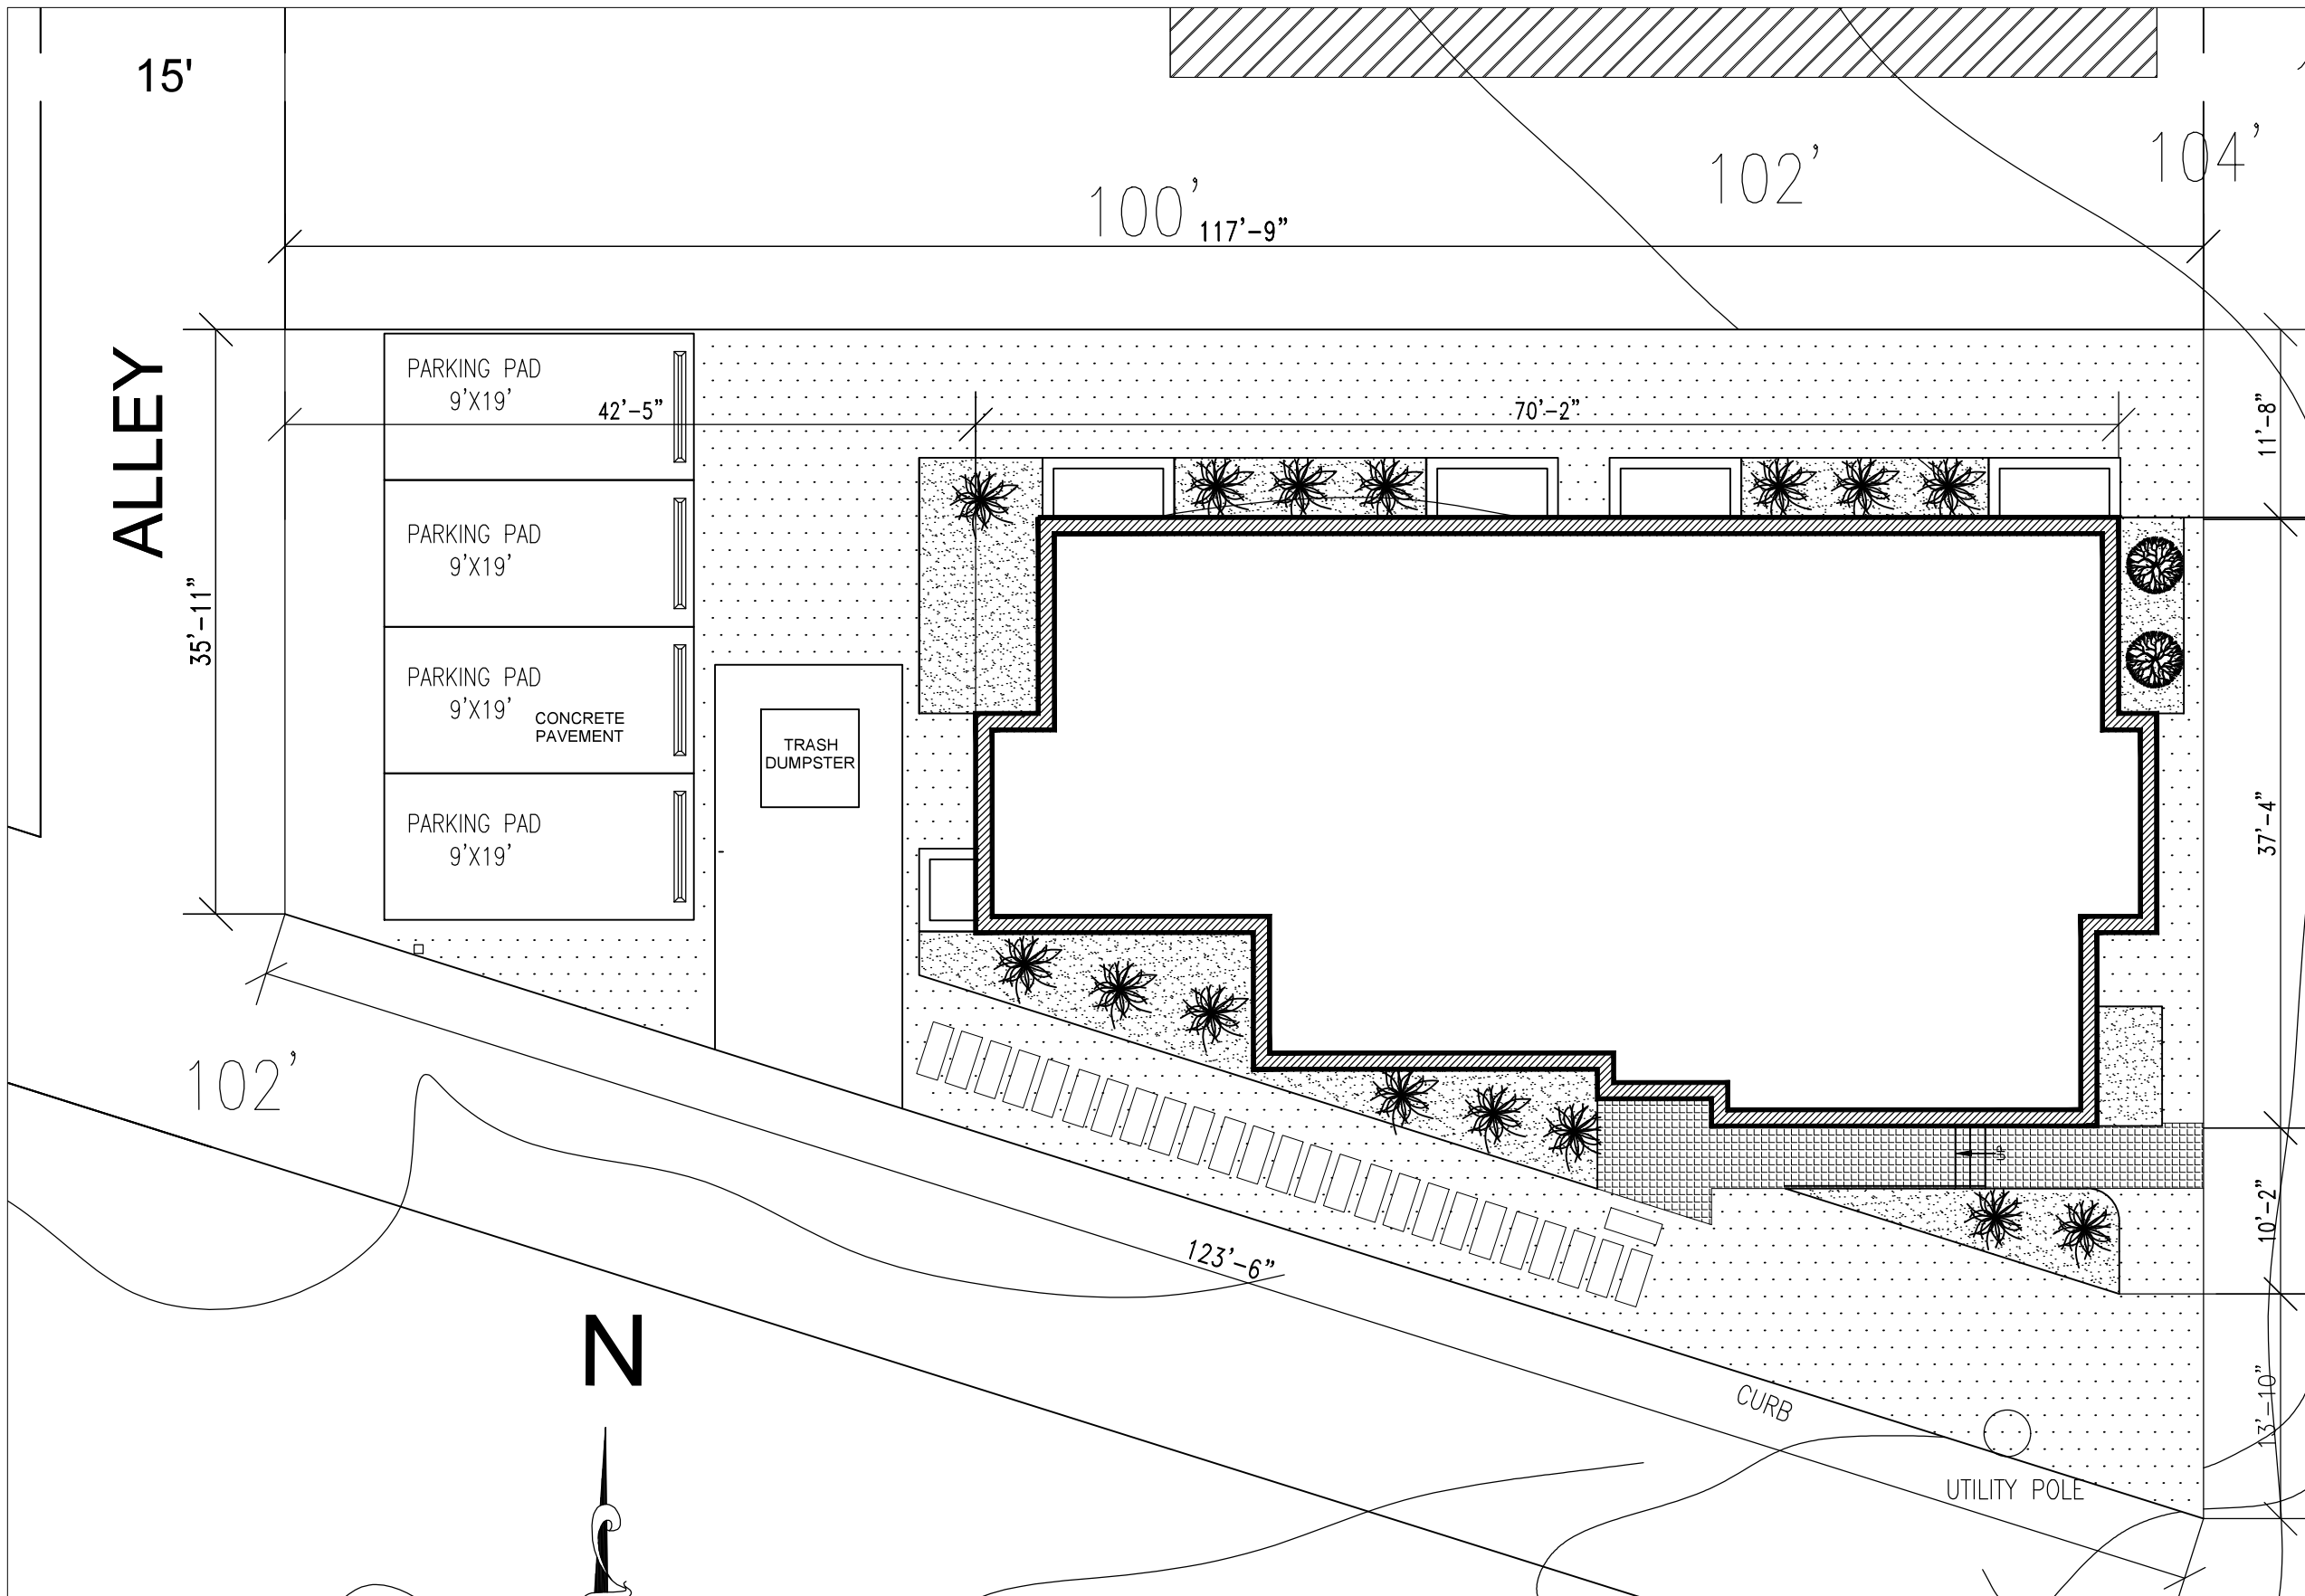 15'
104'
102'
100'
117'-9"
ALLEY
PARKING PAD
9'X19'
42'-5"
70'-2"
11'-8"
PARKING PAD
9'X19'
35'-11"
PARKING PAD
9'X19'
CONCRETE
PAVEMENT
TRASH
DUMPSTER
PARKING PAD
9'X19'
37'-4"
102'
UP
10'-2"
123'-6"
N
CURB
13'-10"
UTILITY POLE